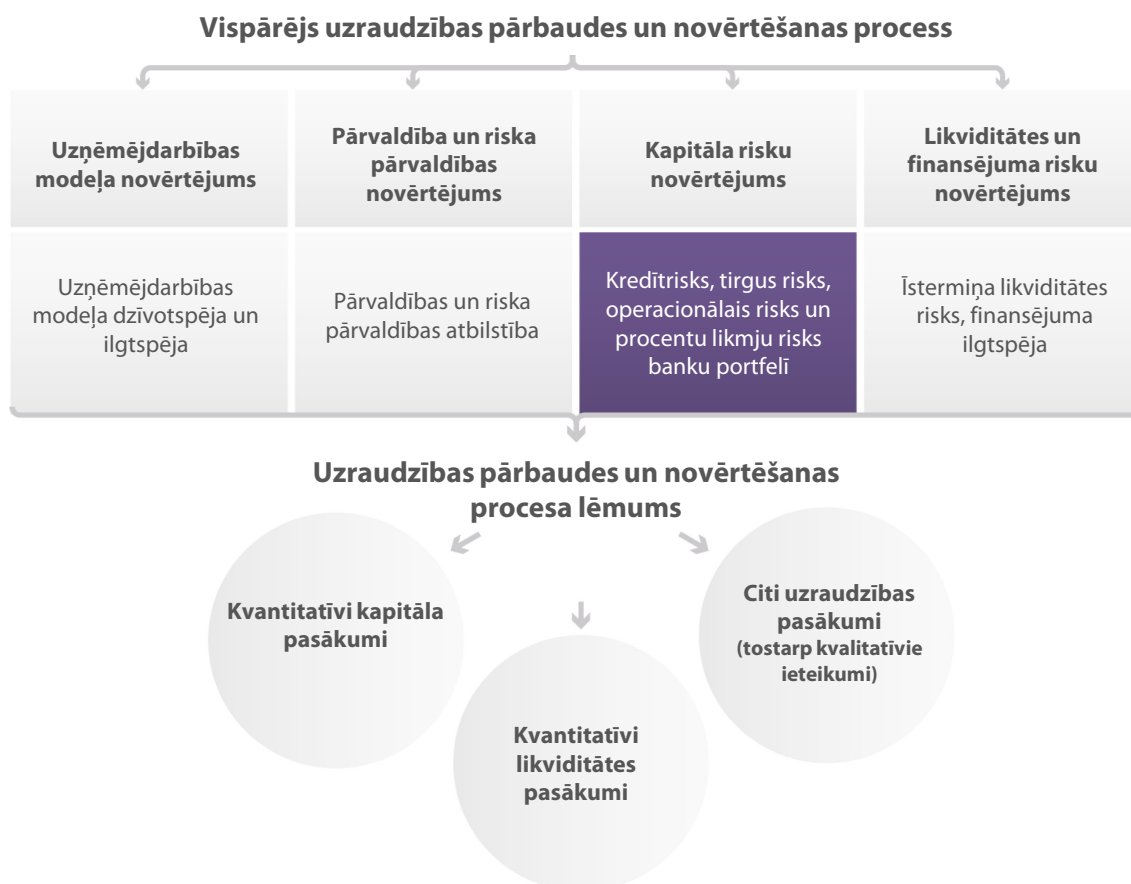 Vispārējs uzraudzības pārbaudes un novērtēšanas process
Uzņēmējdarbības
modeļa novērtējums
Pārvaldība un riska
pārvaldības
novērtējums
Kapitāla risku
novērtējums
Likviditātes un
finansējuma risku
novērtējums
Uzņēmējdarbības
modeļa dzīvotspēja un
ilgtspēja
Pārvaldības un riska
pārvaldības atbilstība
Kredītrisks, tirgus risks,
operacionālais risks un
procentu likmju risks
banku portfelī
Īstermiņa likviditātes
risks, finansējuma
ilgtspēja
Uzraudzības pārbaudes un novērtēšanas
procesa lēmums
Kvantitatīvi kapitāla
pasākumi
Kvantitatīvi
likviditātes
pasākumi
Citi uzraudzības
pasākumi
(tostarp kvalitatīvie
ieteikumi)